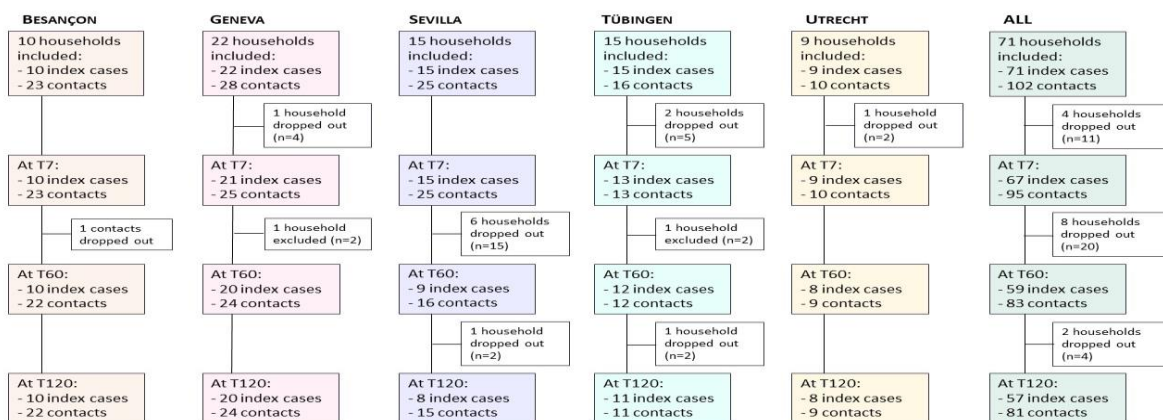 BESANÇON
10 households
included:
- 10 index cases
- 23 contacts
At T7:
- 10 index cases
- 23 contacts
1 contacts
dropped out
At T60:
- 10 index cases
- 22 contacts
At T120:
- 10 index cases
- 22 contacts
GENEVA
22 households
included:
- 22 index cases
- 28 contacts
1 household
dropped out
(n=4)
At T7:
- 21 index cases
- 25 contacts
1 household
excluded (n=2)
At T60:
- 20 index cases
- 24 contacts
At T120:
- 20 index cases
- 24 contacts
SEVILLA
15 households
included:
- 15 index cases
- 25 contacts
At T7:
- 15 index cases
- 25 contacts
6 households
dropped out
(n=15)
At T60:
- 9 index cases
- 16 contacts
1 household
dropped out
(n=2)
At T120:
- 8 index cases
- 15 contacts
TÜBINGEN
15 households
included:
- 15 index cases
- 16 contacts
2 households
dropped out
(n=5)
At T7:
- 13 index cases
- 13 contacts
1 household
excluded (n=2)
At T60:
- 12 index cases
- 12 contacts
1 household
dropped out
(n=2)
At T120:
- 11 index cases
- 11 contacts
UTRECHT
9 households
included:
- 9 index cases
- 10 contacts
1 household
dropped out
(n=2)
At T7:
- 9 index cases
- 10 contacts
At T60:
- 8 index cases
- 9 contacts
At T120:
- 8 index cases
- 9 contacts
ALL
71 households
included:
- 71 index cases
- 102 contacts
4 households
dropped out
(n=11)
At T7:
- 67 index cases
- 95 contacts
8 households
dropped out
(n=20)
At T60:
- 59 index cases
- 83 contacts
2 households
dropped out
(n=4)
At T120:
- 57 index cases
- 81 contacts